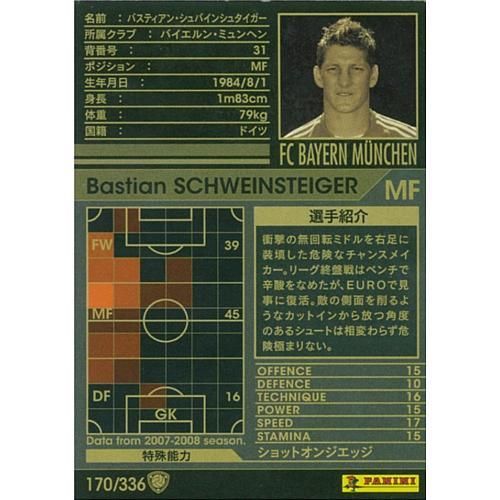 名前 : バスティアン・シュバインシュタイガー
所属クラブ : バイエルン・ミュンヘン
背番号 : 31
ポジション : MF
生年月日 : 1984/8/1
身長 : 1m83cm
体重 : 79kg
国籍 : ドイツ
FC BAYERN MÜNCHEN
Bastian SCHWEINSTEIGER MF
FW 39
MF 45
DF 16
GK
Data from 2007-2008 season.
特殊能力
170/336
選手紹介
衝撃の無回転ミドルを右足に
装填した危険なチャンスメイ
カー。リーグ終盤戦はベンチで
辛酸をなめたが、EUROで見
事に復活。敵の側面を削るよ
うなカットインから放つ角度
のあるシュートは相変わらず危
険極まりない。
OFFENCE 15
DEFENCE 10
TECHNIQUE 16
POWER 15
SPEED 17
STAMINA 15
ショットオンジエッジ
PANINI